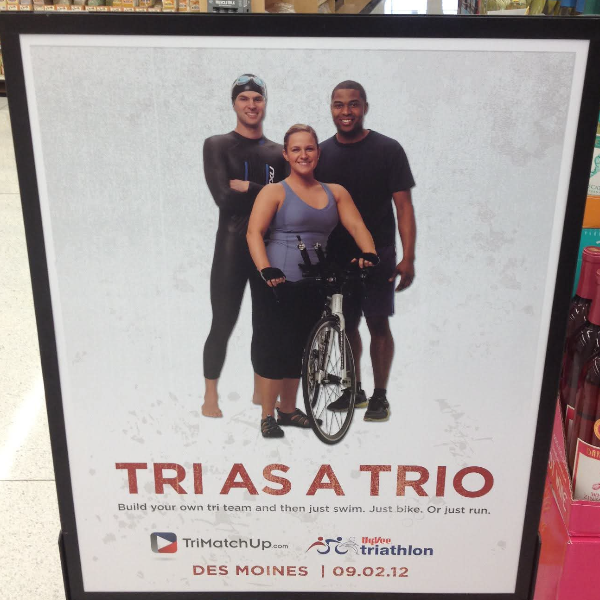 TRI AS A TRIO
Build your own tri team and then just swim. Just bike. Or just run.
TriMatchUp.com HyVee triathlon
DES MOINES | 09.02.12